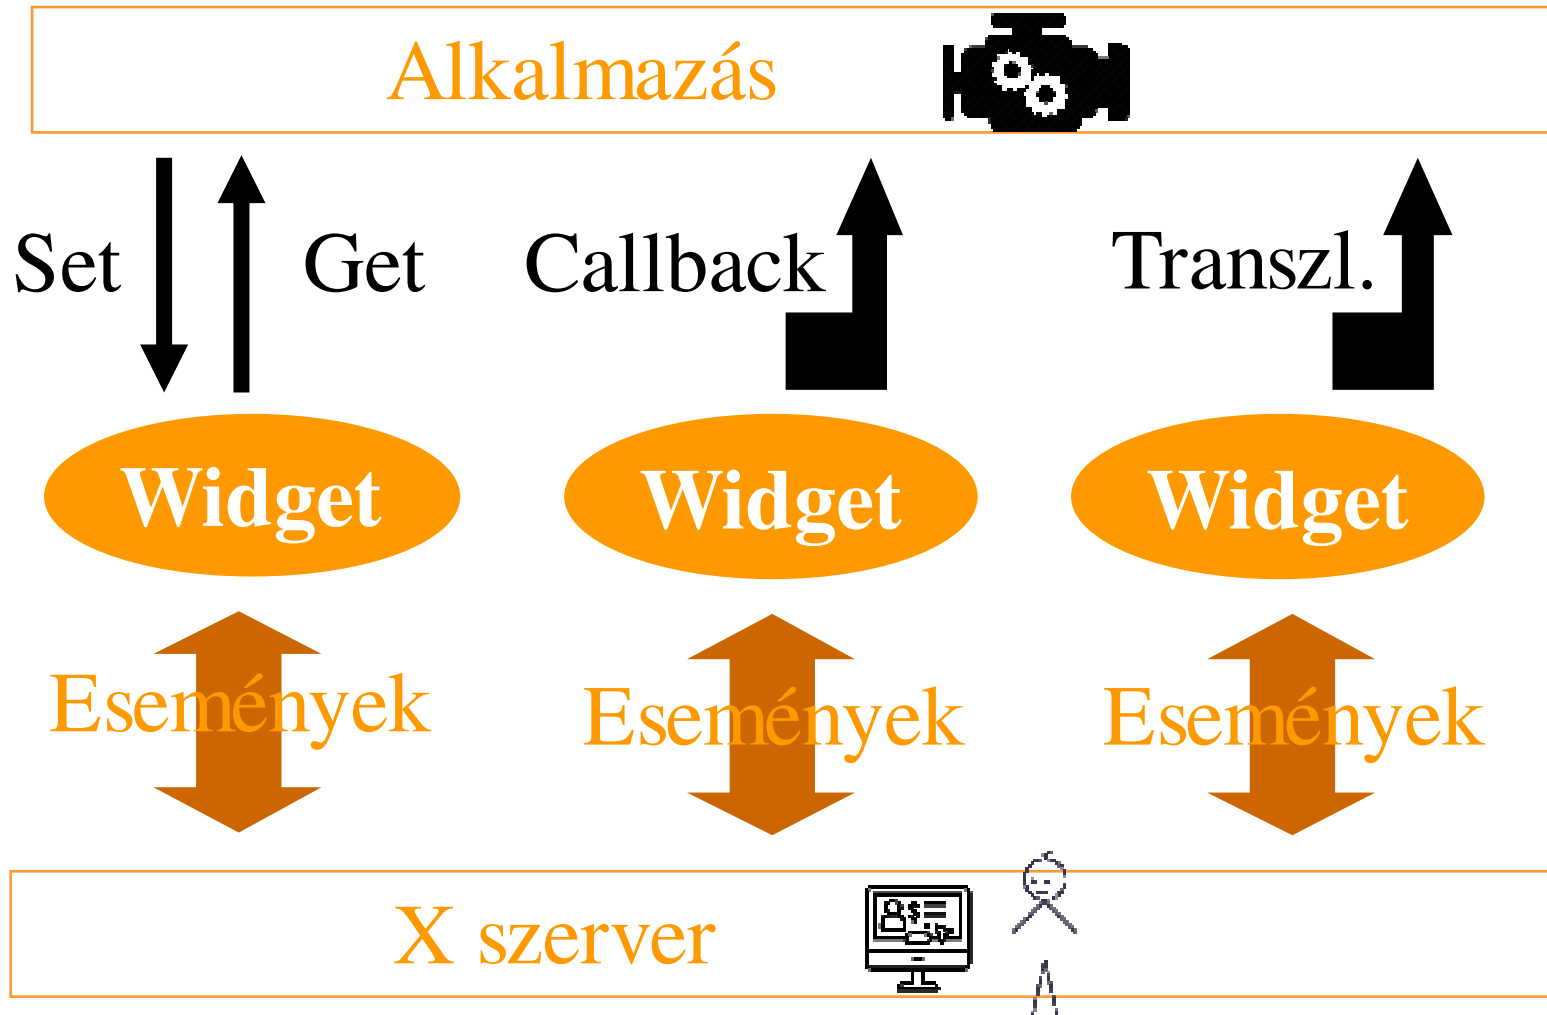 Alkalmazás
Set Get Callback Transzl.
Widget Widget Widget
Események Események Események
X szerver